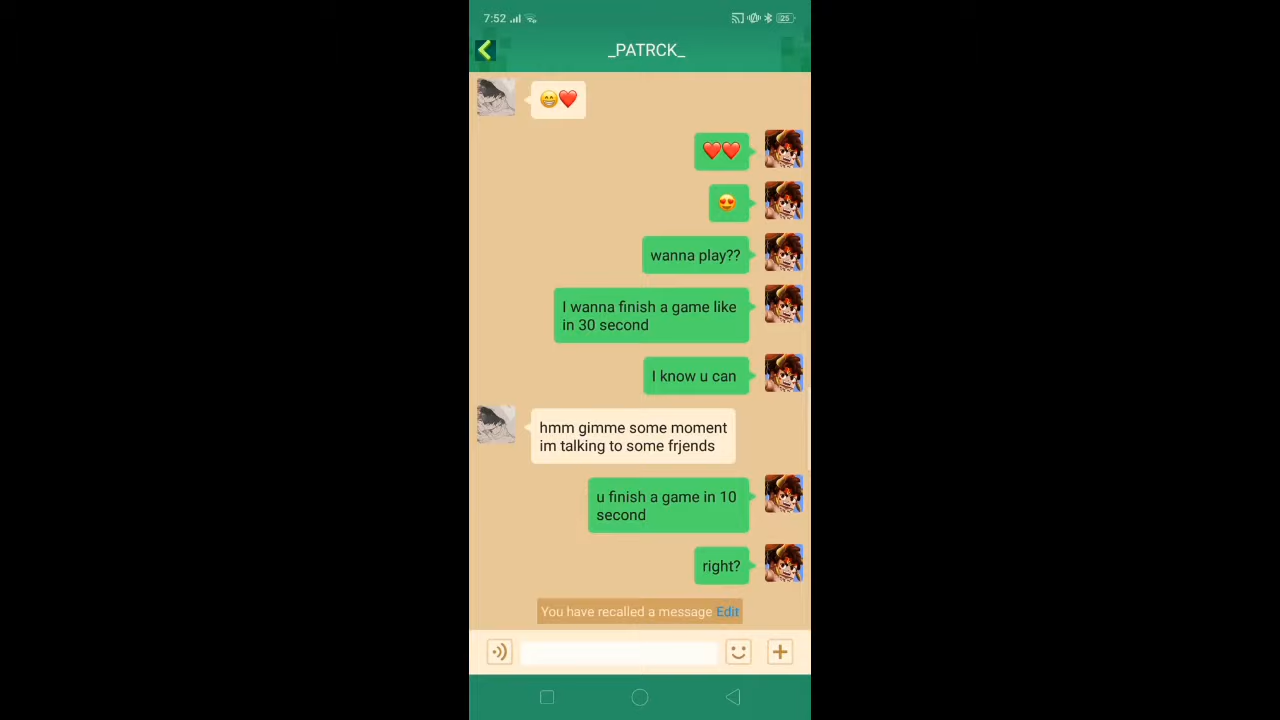 7:52
25
_PATRCK_
😁❤️
❤️❤️
😍
wanna play??
I wanna finish a game like
in 30 second
I know u can
hmm gimme some moment
im talking to some frjends
u finish a game in 10
second
right?
You have recalled a message Edit